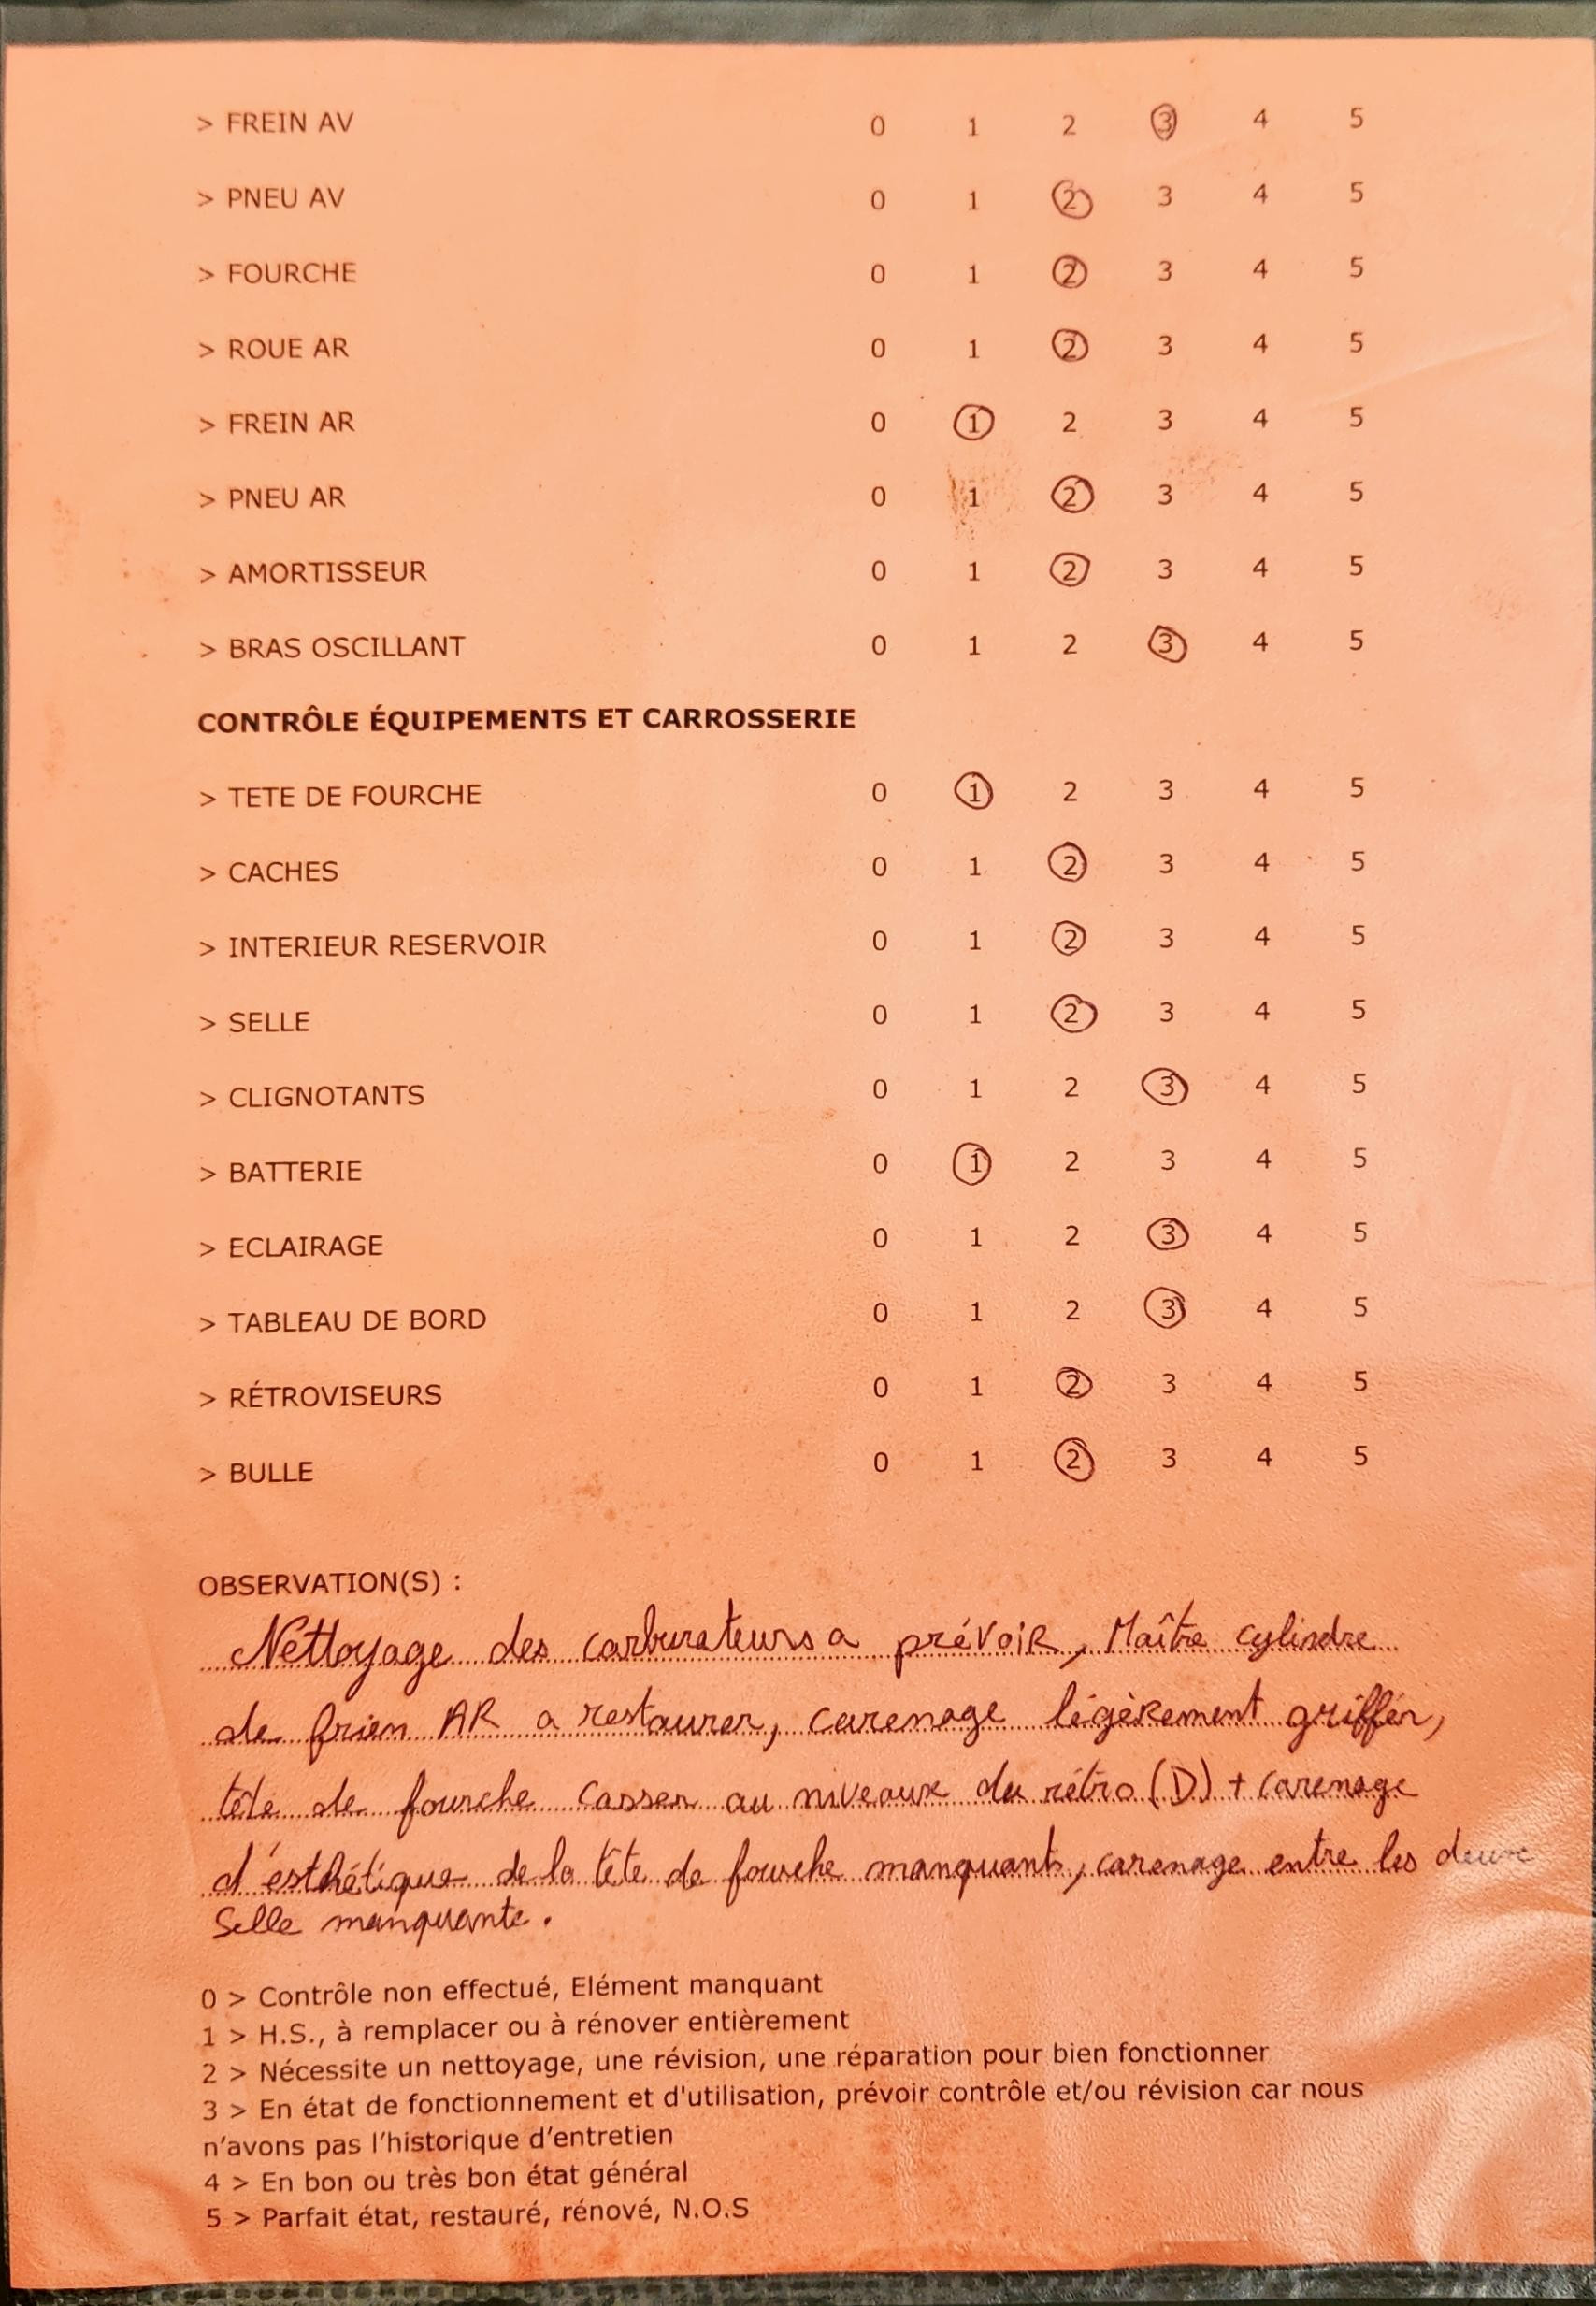 > FREIN AV 0 1 2 3 4 5
> PNEU AV 0 1 2 3 4 5
> FOURCHE 0 1 2 3 4 5
> ROUE AR 0 1 2 3 4 5
> FREIN AR 0 1 2 3 4 5
> PNEU AR 0 1 2 3 4 5
> AMORTISSEUR 0 1 2 3 4 5
> BRAS OSCILLANT 0 1 2 3 4 5
CONTRÔLE ÉQUIPEMENTS ET CARROSSERIE
> TETE DE FOURCHE 0 1 2 3 4 5
> CACHES 0 1 2 3 4 5
> INTERIEUR RESERVOIR 0 1 2 3 4 5
> SELLE 0 1 2 3 4 5
> CLIGNOTANTS 0 1 2 3 4 5
> BATTERIE 0 1 2 3 4 5
> ECLAIRAGE 0 1 2 3 4 5
> TABLEAU DE BORD 0 1 2 3 4 5
> RÉTROVISEURS 0 1 2 3 4 5
> BULLE 0 1 2 3 4 5
OBSERVATION(S) :
Nettoyage des carburateurs a prévoir, Maître cylindre
de frien AR a restaurer, carenage légèrement griffer,
tête de fourche casser au niveaux du rétro (D) + carenage
d'esthétique de la tête de fourche manquant, carenage entre les deux
Selle manquante.
0 > Contrôle non effectué, Elément manquant
1 > H.S., à remplacer ou à rénover entièrement
2 > Nécessite un nettoyage, une révision, une réparation pour bien fonctionner
3 > En état de fonctionnement et d'utilisation, prévoir contrôle et/ou révision car nous
n'avons pas l'historique d'entretien
4 > En bon ou très bon état général
5 > Parfait état, restauré, rénové, N.O.S